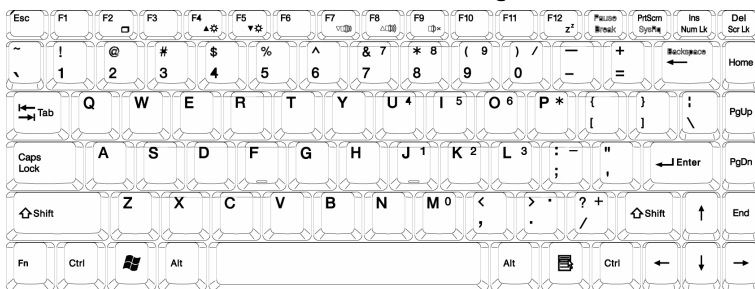 Esc F1 F2 F3 F4 F5 F6 F7 F8 F9 F10 F11 F12 Pause PrtScrn Ins Del
z z Break SysRq Num Lk Scr Lk
~ ! @ # $ % ^ & 7 * 8 ( 9 ) / — + Backspace
` 1 2 3 4 5 6 7 8 9 0 - = Home
Tab Q W E R T Y U 4 I 5 O 6 P * { } ¦ PgUp
[ ] \
Caps A S D F G H J 1 K 2 L 3 : - " Enter PgDn
Lock ; '
Shift Z X C V B N M 0 < > . ? + Shift ↑ End
, . /
Fn Ctrl Alt Alt Ctrl ← ↓ →